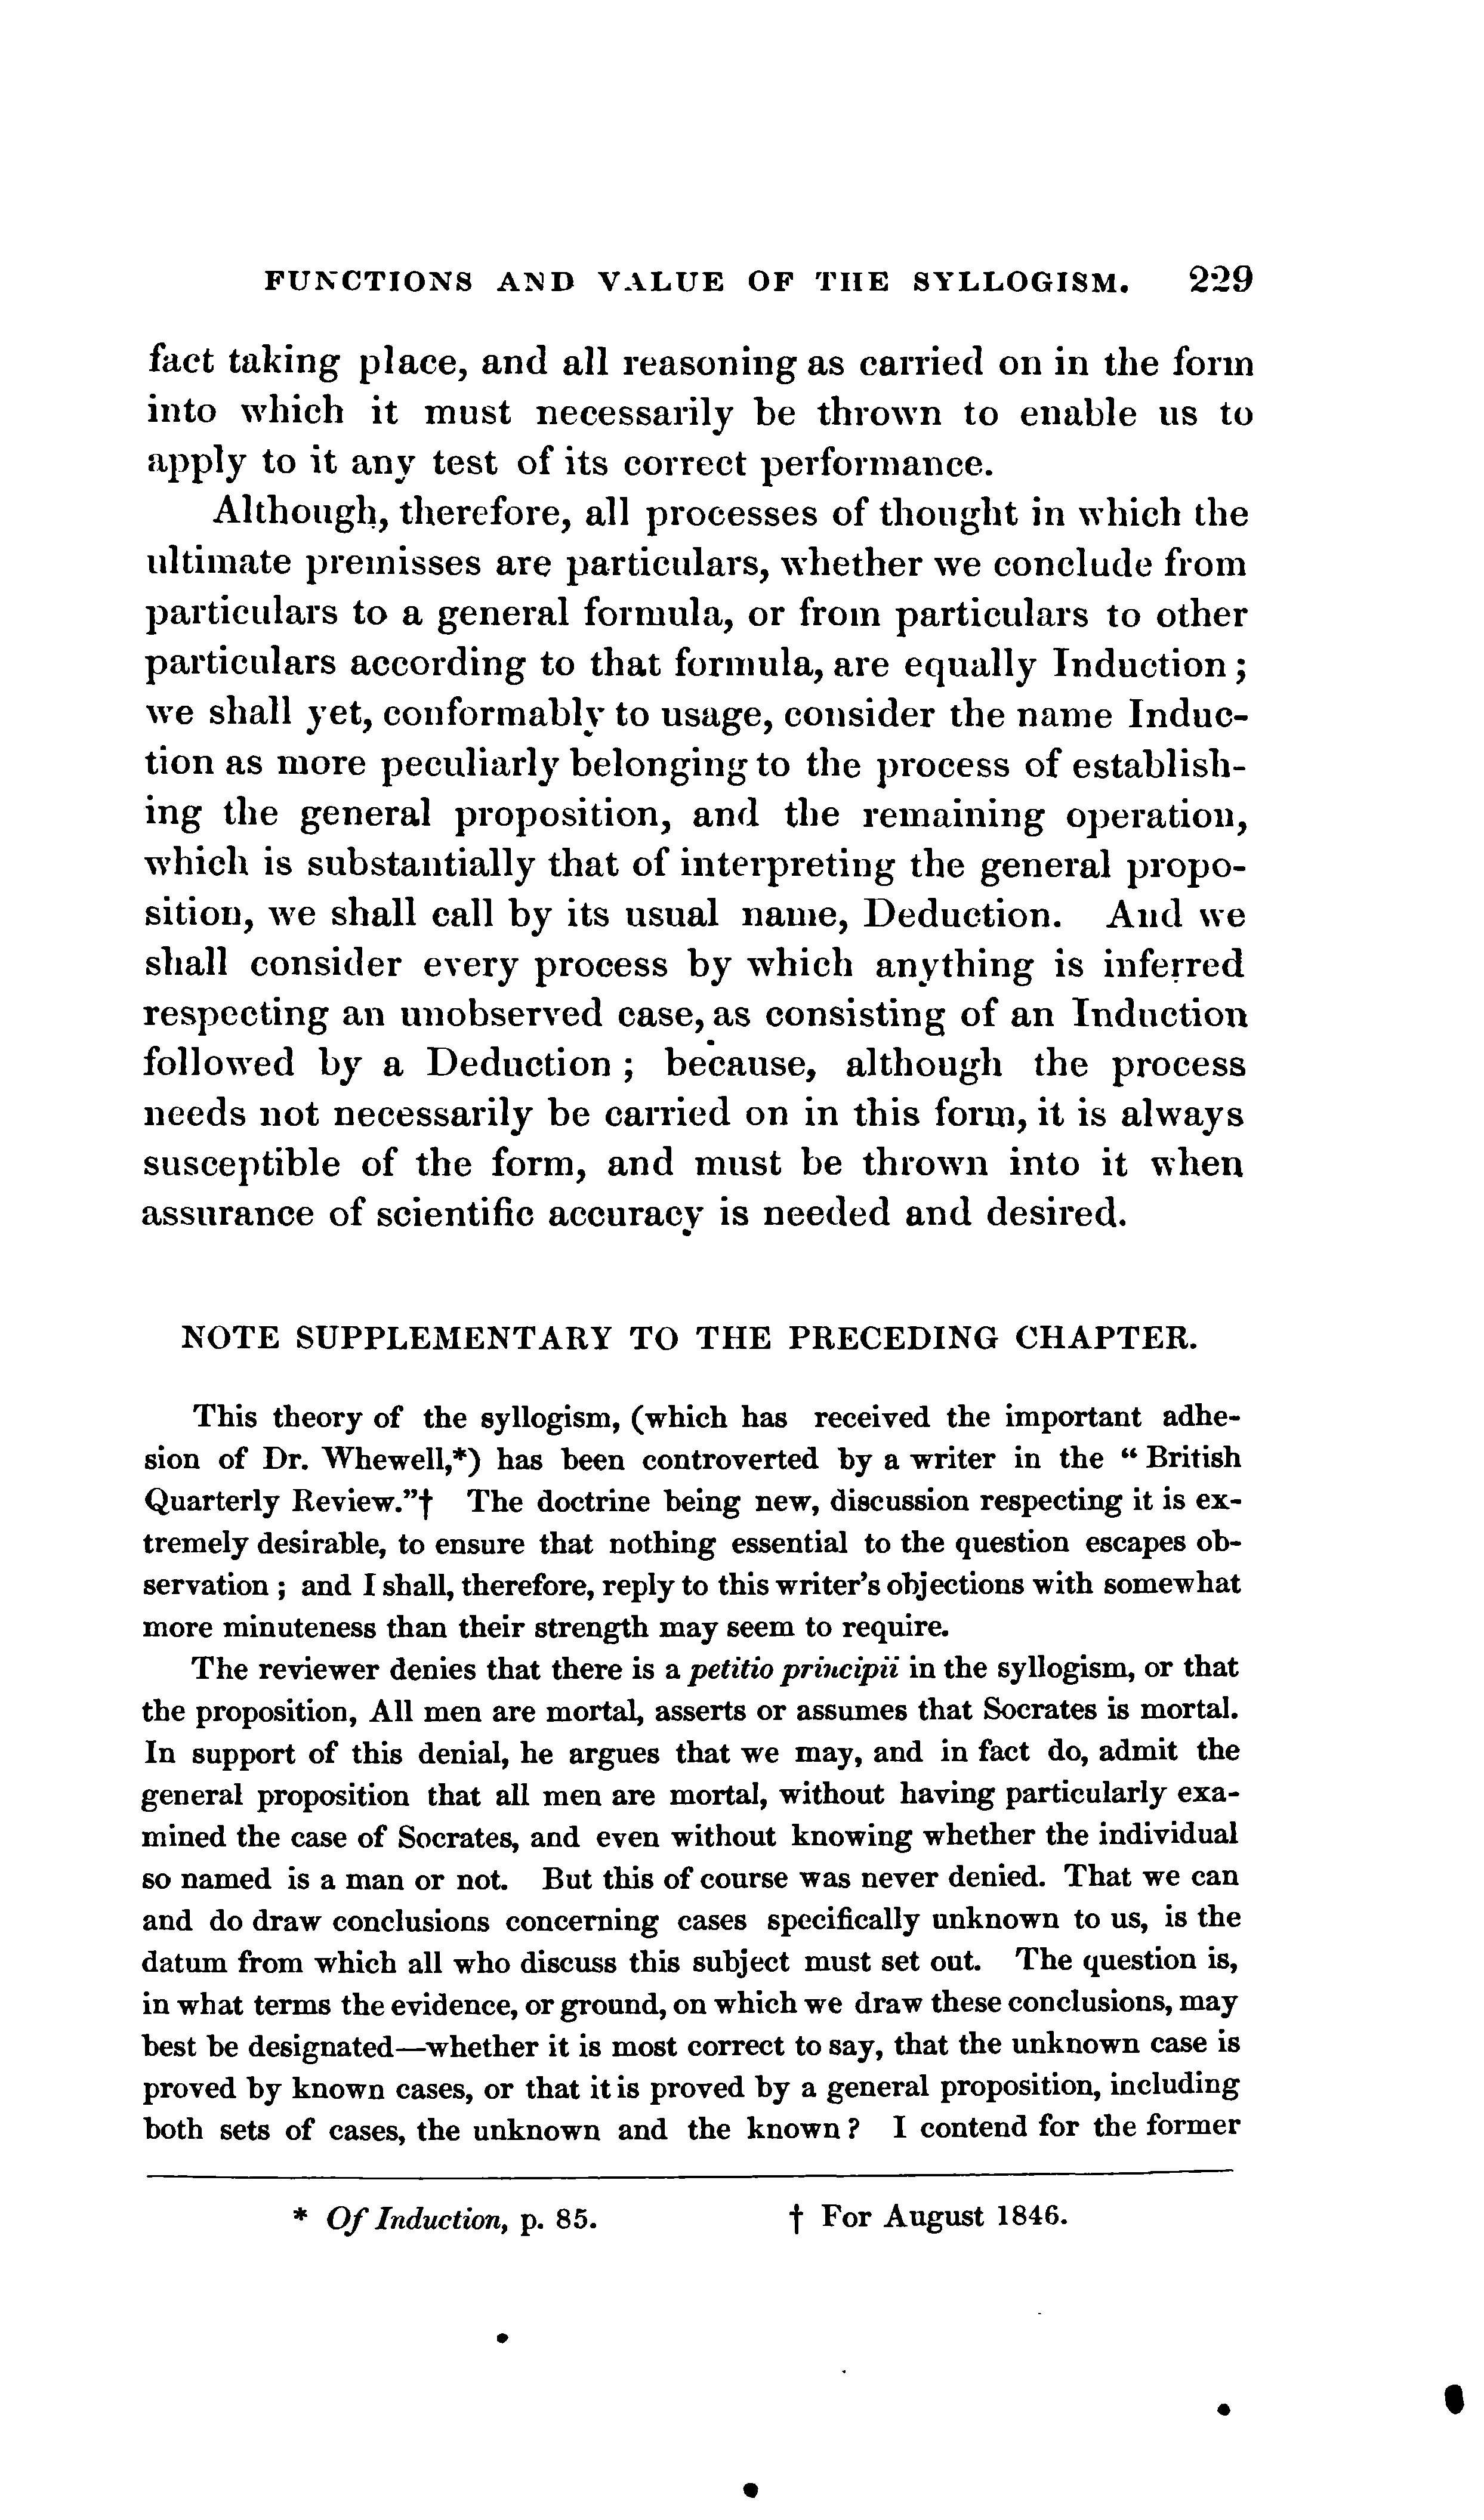 FUNCTIONS AND VALUE OF THE SYLLOGISM. 229
fact taking place, and all reasoning as carried on in the form
into which it must necessarily be thrown to enable us to
apply to it any test of its correct performance.
Although, therefore, all processes of thought in which the
ultimate premisses are particulars, whether we conclude from
particulars to a general formula, or from particulars to other
particulars according to that formula, are equally Induction;
we shall yet, conformably to usage, consider the name Induc-
tion as more peculiarly belonging to the process of establish-
ing the general proposition, and the remaining operation,
which is substantially that of interpreting the general propo-
sition, we shall call by its usual name, Deduction. And we
shall consider every process by which anything is inferred
respecting an unobserved case, as consisting of an Induction
followed by a Deduction; because, although the process
needs not necessarily be carried on in this form, it is always
susceptible of the form, and must be thrown into it when
assurance of scientific accuracy is needed and desired.
NOTE SUPPLEMENTARY TO THE PRECEDING CHAPTER.
This theory of the syllogism, (which has received the important adhe-
sion of Dr. Whewell,*) has been controverted by a writer in the “British
Quarterly Review.”† The doctrine being new, discussion respecting it is ex-
tremely desirable, to ensure that nothing essential to the question escapes ob-
servation; and I shall, therefore, reply to this writer's objections with somewhat
more minuteness than their strength may seem to require.
The reviewer denies that there is a petitio principii in the syllogism, or that
the proposition, All men are mortal, asserts or assumes that Socrates is mortal.
In support of this denial, he argues that we may, and in fact do, admit the
general proposition that all men are mortal, without having particularly exa-
mined the case of Socrates, and even without knowing whether the individual
so named is a man or not. But this of course was never denied. That we can
and do draw conclusions concerning cases specifically unknown to us, is the
datum from which all who discuss this subject must set out. The question is,
in what terms the evidence, or ground, on which we draw these conclusions, may
best be designated—whether it is most correct to say, that the unknown case is
proved by known cases, or that it is proved by a general proposition, including
both sets of cases, the unknown and the known? I contend for the former
* Of Induction, p. 85. † For August 1846.